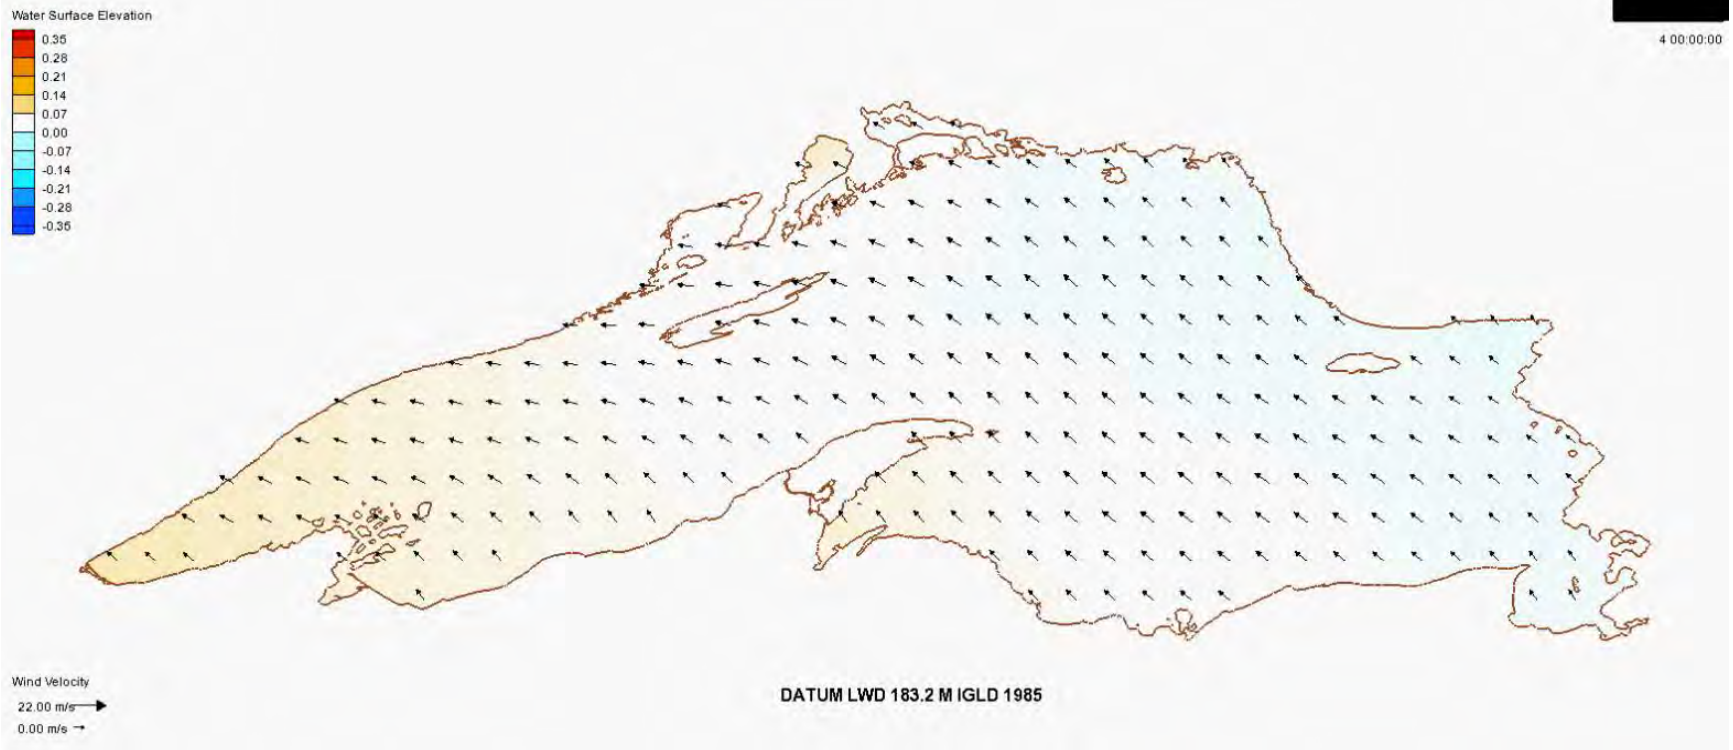 Water Surface Elevation
0.35
0.28
0.21
0.14
0.07
0.00
-0.07
-0.14
-0.21
-0.28
-0.35
4 00:00:00
Wind Velocity
22.00 m/s
0.00 m/s
DATUM LWD 183.2 M IGLD 1985